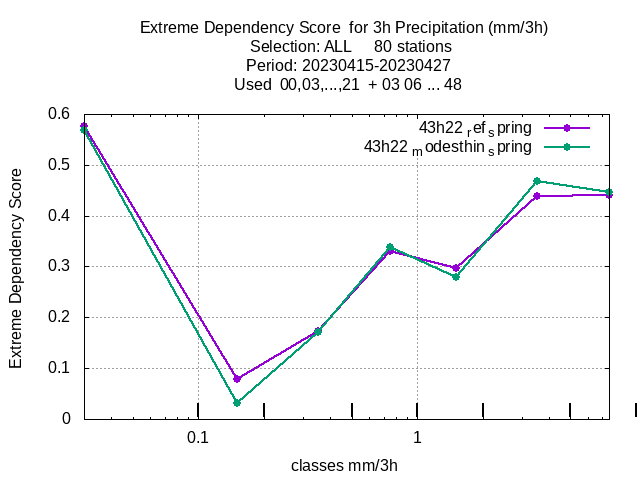 Extreme Dependency Score  for 3h Precipitation (mm/3h)
Selection: ALL     80 stations
Period: 20230415-20230427
Used  00,03,...,21  + 03 06 ... 48
43h22 ref spring
43h22 modesthin spring
0.6
0.5
0.4
0.3
0.2
0.1
0
Extreme Dependency Score
0.1
1
classes mm/3h